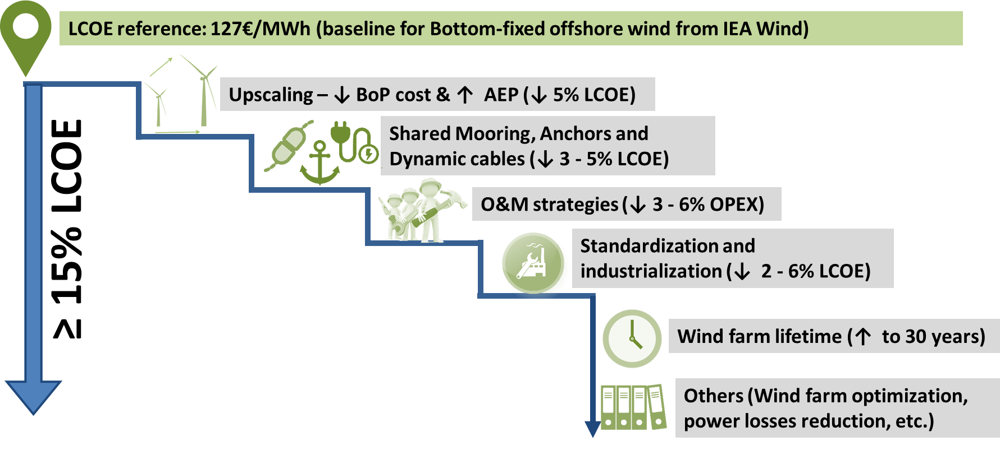 LCOE reference: 127€/MWh (baseline for Bottom-fixed offshore wind from IEA Wind)
Upscaling – ↓ BoP cost & ↑ AEP (↓ 5% LCOE)
Shared Mooring, Anchors and
Dynamic cables (↓ 3 - 5% LCOE)
O&M strategies (↓ 3 - 6% OPEX)
Standardization and
industrialization (↓ 2 - 6% LCOE)
Wind farm lifetime (↑ to 30 years)
Others (Wind farm optimization,
power losses reduction, etc.)
≥ 15% LCOE